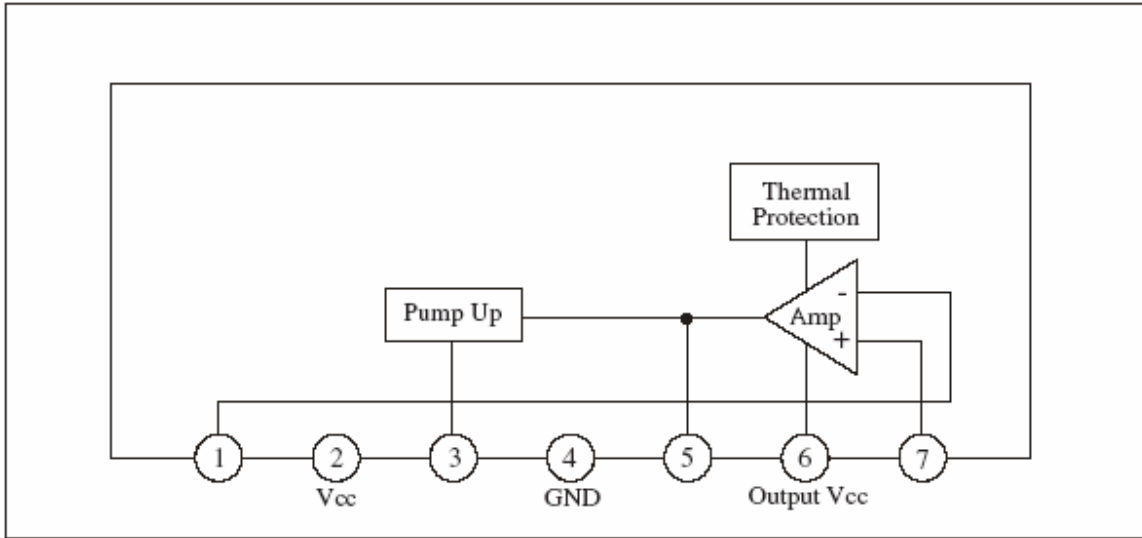 Thermal
Protection
Pump Up
-
Amp
+
1
2
3
4
5
6
7
Vcc
GND
Output Vcc